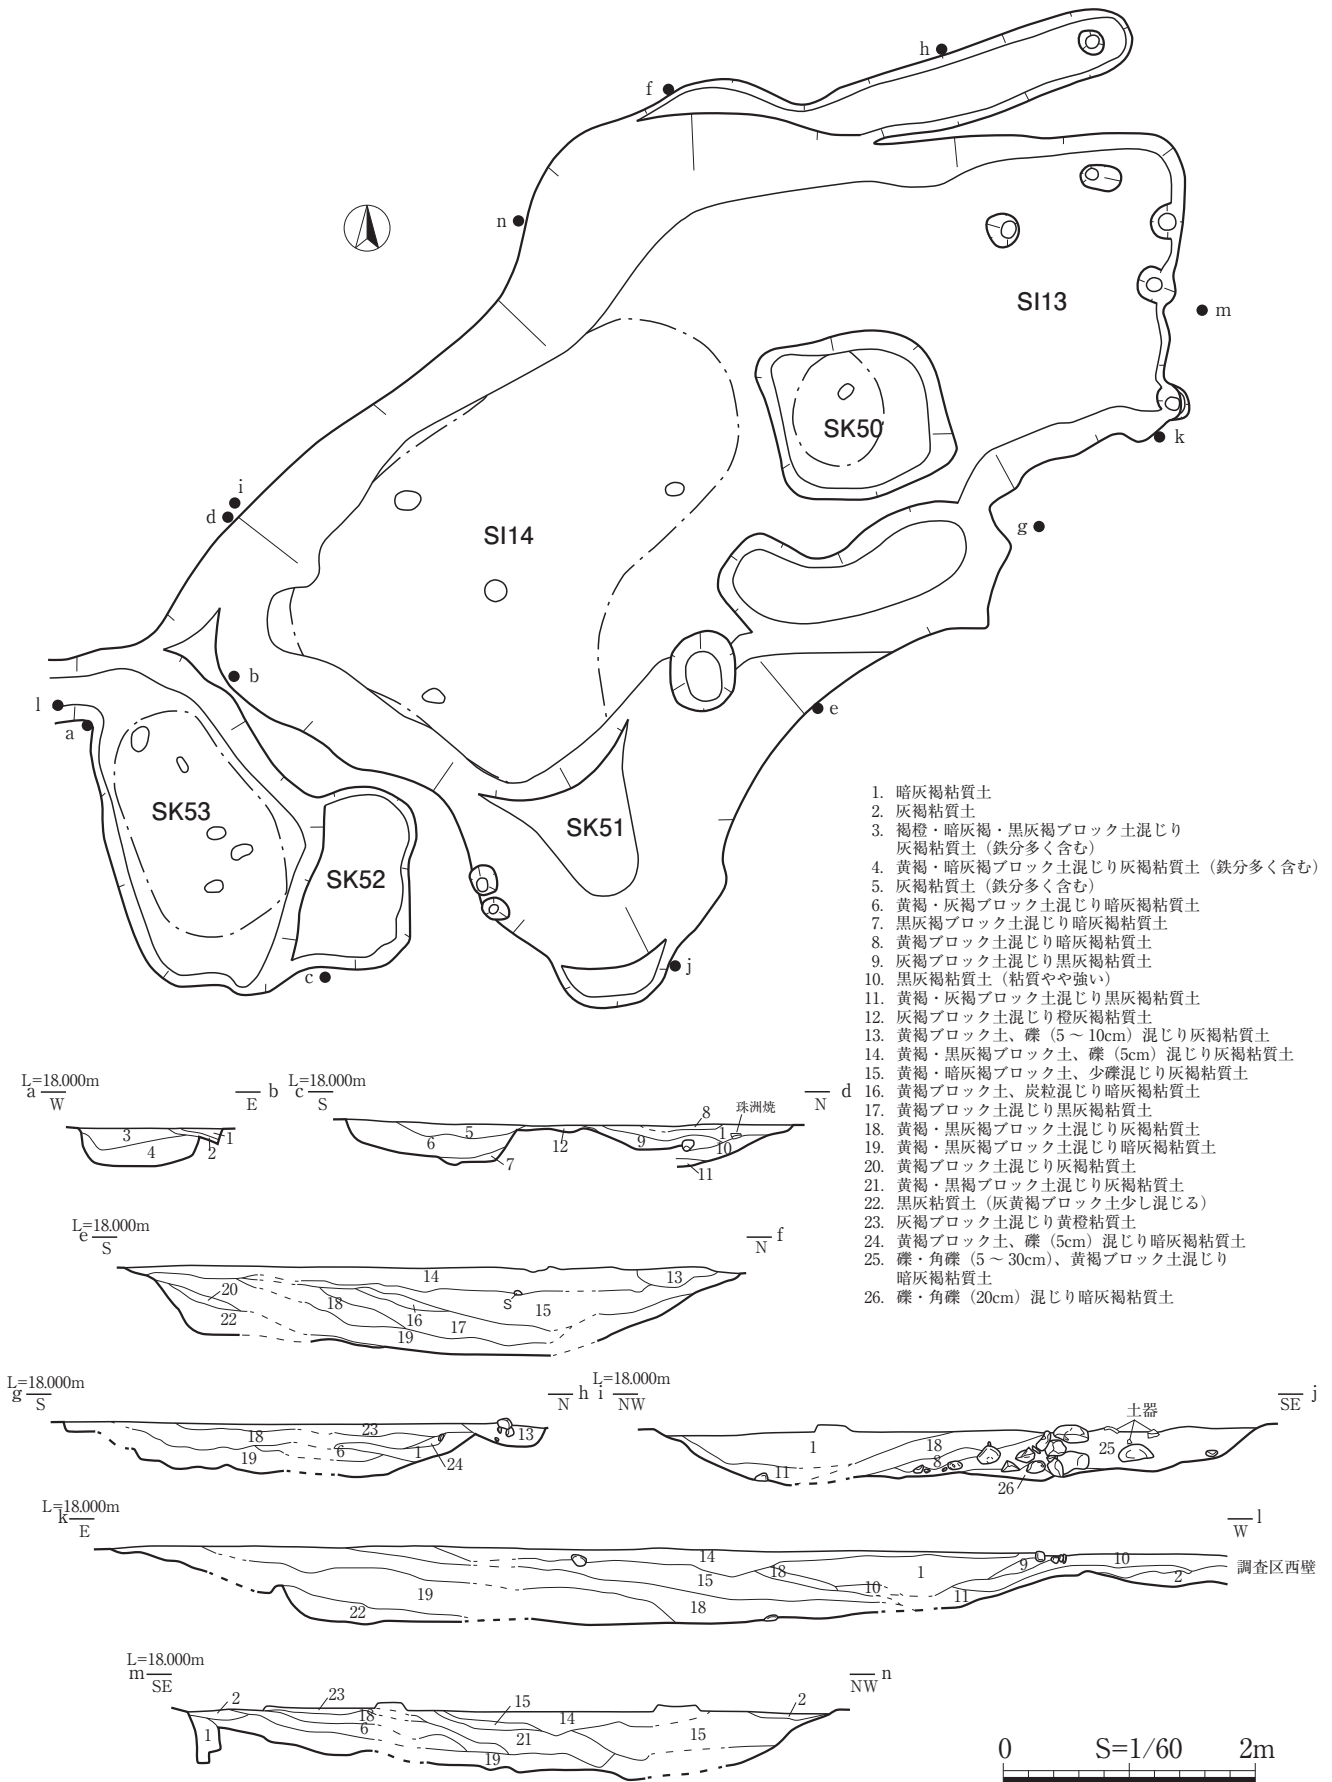 h
f
n
SI13
m
SK50
k
i
d
g
SI14
b
l
a
e
SK53
SK51
SK52
j
c
1. 暗灰褐粘質土
2. 灰褐粘質土
3. 褐橙・暗灰褐・黒灰褐ブロック土混じり
灰褐粘質土（鉄分多く含む）
4. 黄褐・暗灰褐ブロック土混じり灰褐粘質土（鉄分多く含む）
5. 灰褐粘質土（鉄分多く含む）
6. 黄褐・灰褐ブロック土混じり暗灰褐粘質土
7. 黒灰褐ブロック土混じり暗灰褐粘質土
8. 黄褐ブロック土混じり暗灰褐粘質土
9. 灰褐ブロック土混じり黒灰褐粘質土
10. 黒灰褐粘質土（粘質やや強い）
11. 黄褐・灰褐ブロック土混じり黒灰褐粘質土
12. 灰褐ブロック土混じり橙灰褐粘質土
13. 黄褐ブロック土、礫（5～10cm）混じり灰褐粘質土
14. 黄褐・黒灰褐ブロック土、礫（5cm）混じり灰褐粘質土
15. 黄褐・暗灰褐ブロック土、少礫混じり灰褐粘質土
16. 黄褐ブロック土、炭粒混じり暗灰褐粘質土
17. 黄褐ブロック土混じり黒灰褐粘質土
18. 黄褐・黒灰褐ブロック土混じり灰褐粘質土
19. 黄褐・黒灰褐ブロック土混じり暗灰褐粘質土
20. 黄褐ブロック土混じり灰褐粘質土
21. 黄褐・黒褐ブロック土混じり灰褐粘質土
22. 黒灰粘質土（灰黄褐ブロック土少し混じる）
23. 灰褐ブロック土混じり黄橙粘質土
24. 黄褐ブロック土、礫（5cm）混じり暗灰褐粘質土
25. 礫・角礫（5～30cm）、黄褐ブロック土混じり
暗灰褐粘質土
26. 礫・角礫（20cm）混じり暗灰褐粘質土
L=18.000m
a W E b
3 4 1 2
L=18.000m
c S N d
珠洲焼
8 5 6 7 12 9 1 10 11
L=18.000m
e S N f
14 13 20 22 18 16 S 15 17 19
L=18.000m
g S N h
23 18 19 6 1 24 13
L=18.000m
i NW SE j
土器
1 18 11 8 25 26
L=18.000m
k E W l
14 15 18 1 9 10 19 10 11 2 22 18
調査区西壁
L=18.000m
m SE NW n
2 23 15 2 18 14 1 6 21 15 19
0 S=1/60 2m